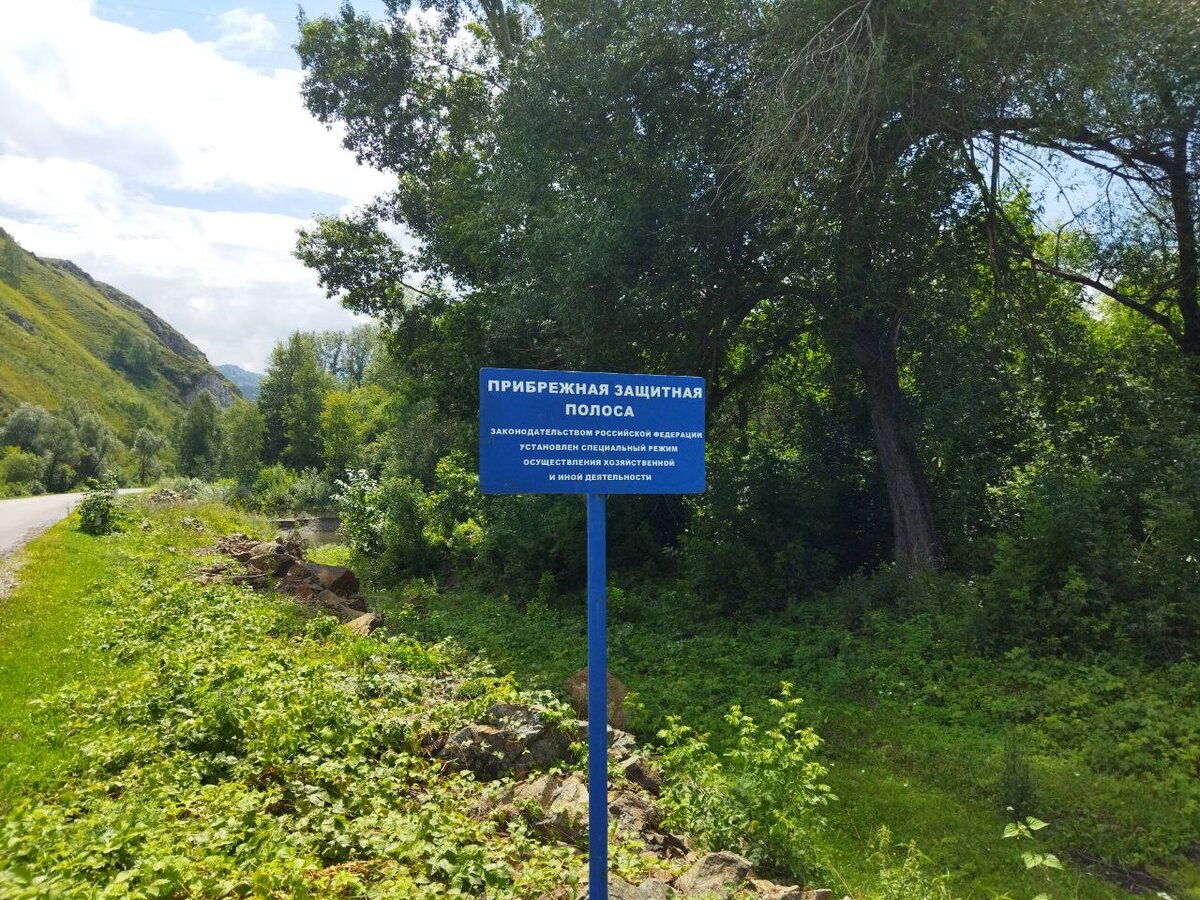 ПРИБРЕЖНАЯ ЗАЩИТНАЯ
ПОЛОСА
ЗАКОНОДАТЕЛЬСТВОМ РОССИЙСКОЙ ФЕДЕРАЦИИ
УСТАНОВЛЕН СПЕЦИАЛЬНЫЙ РЕЖИМ
ОСУЩЕСТВЛЕНИЯ ХОЗЯЙСТВЕННОЙ
И ИНОЙ ДЕЯТЕЛЬНОСТИ